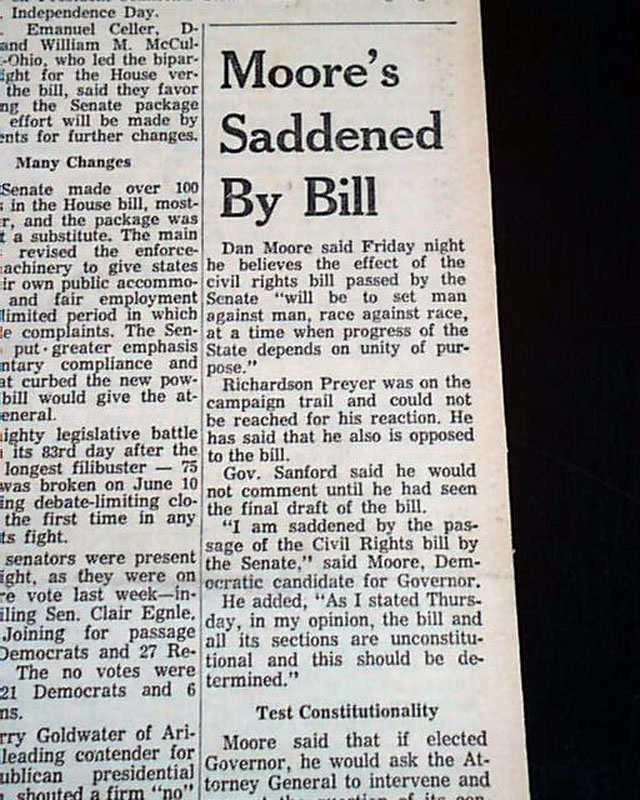 Independence Day.
Emanuel Celler, D-
and William M. McCul-
-Ohio, who led the bipar-
ight for the House ver-
the bill, said they favor
ng the Senate package
effort will be made by
ents for further changes.
Many Changes
Senate made over 100
s in the House bill, most-
r, and the package was
t a substitute. The main
revised the enforce-
achinery to give states
ir own public accommo-
and fair employment
limited period in which
le complaints. The Sen-
put greater emphasis
ntary compliance and
at curbed the new pow-
bill would give the at-
eneral.
ighty legislative battle
its 83rd day after the
longest filibuster — 75
was broken on June 10
ing debate-limiting clo-
the first time in any
ts fight.
senators were present
ight, as they were on
re vote last week—in-
iling Sen. Clair Egnle.
Joining for passage
Democrats and 27 Re-
The no votes were
21 Democrats and 6
ns.
rry Goldwater of Ari-
leading contender for
ublican presidential
shouted a firm "no"
Moore's
Saddened
By Bill
Dan Moore said Friday night
he believes the effect of the
civil rights bill passed by the
Senate "will be to set man
against man, race against race,
at a time when progress of the
State depends on unity of pur-
pose."
Richardson Preyer was on the
campaign trail and could not
be reached for his reaction. He
has said that he also is opposed
to the bill.
Gov. Sanford said he would
not comment until he had seen
the final draft of the bill.
"I am saddened by the pas-
sage of the Civil Rights bill by
the Senate," said Moore, Dem-
ocratic candidate for Governor.
He added, "As I stated Thurs-
day, in my opinion, the bill and
all its sections are unconstitu-
tional and this should be de-
termined."
Test Constitutionality
Moore said that if elected
Governor, he would ask the At-
torney General to intervene and
the question of its con-